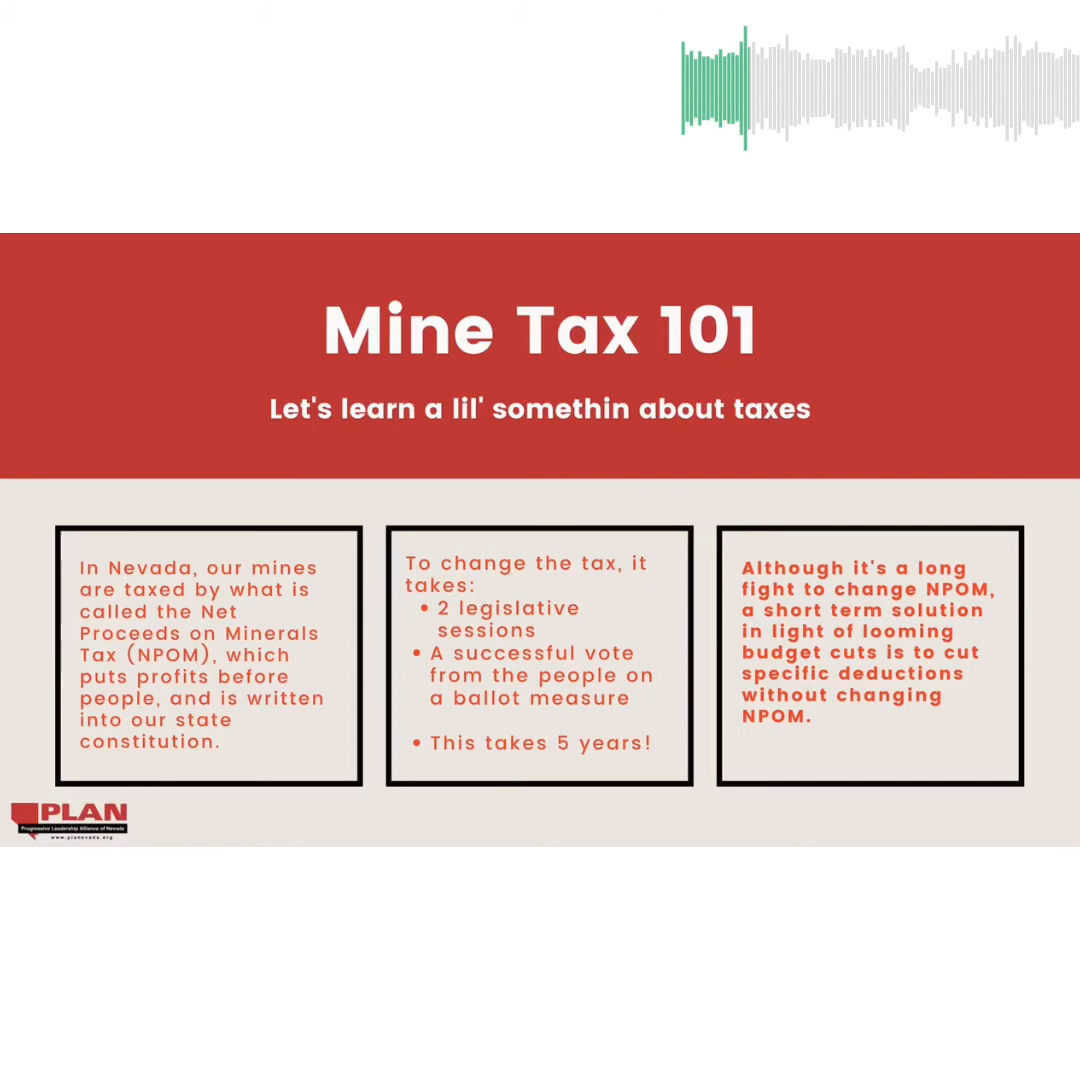 Mine Tax 101
Let's learn a lil' somethin about taxes
In Nevada, our mines
are taxed by what is
called the Net
Proceeds on Minerals
Tax (NPOM), which
puts profits before
people, and is written
into our state
constitution.
To change the tax, it
takes:
• 2 legislative
sessions
• A successful vote
from the people on
a ballot measure
• This takes 5 years!
Although it's a long
fight to change NPOM,
a short term solution
in light of looming
budget cuts is to cut
specific deductions
without changing
NPOM.
PLAN
Progressive Leadership Alliance of Nevada
www.planevada.org